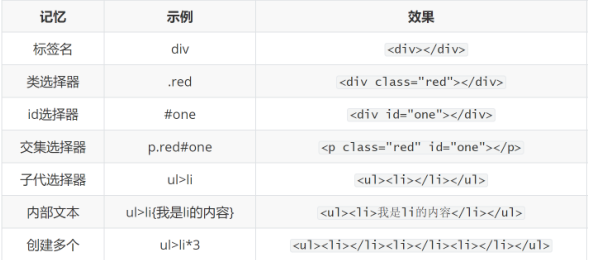 记忆 示例 效果
标签名 div <div></div>
类选择器 .red <div class="red"></div>
id选择器 #one <div id="one"></div>
交集选择器 p.red#one <p class="red" id="one"></p>
子代选择器 ul>li <ul><li></li></ul>
内部文本 ul>li{我是li的内容} <ul><li>我是li的内容</li></ul>
创建多个 ul>li*3 <ul><li></li><li></li><li></li></ul>